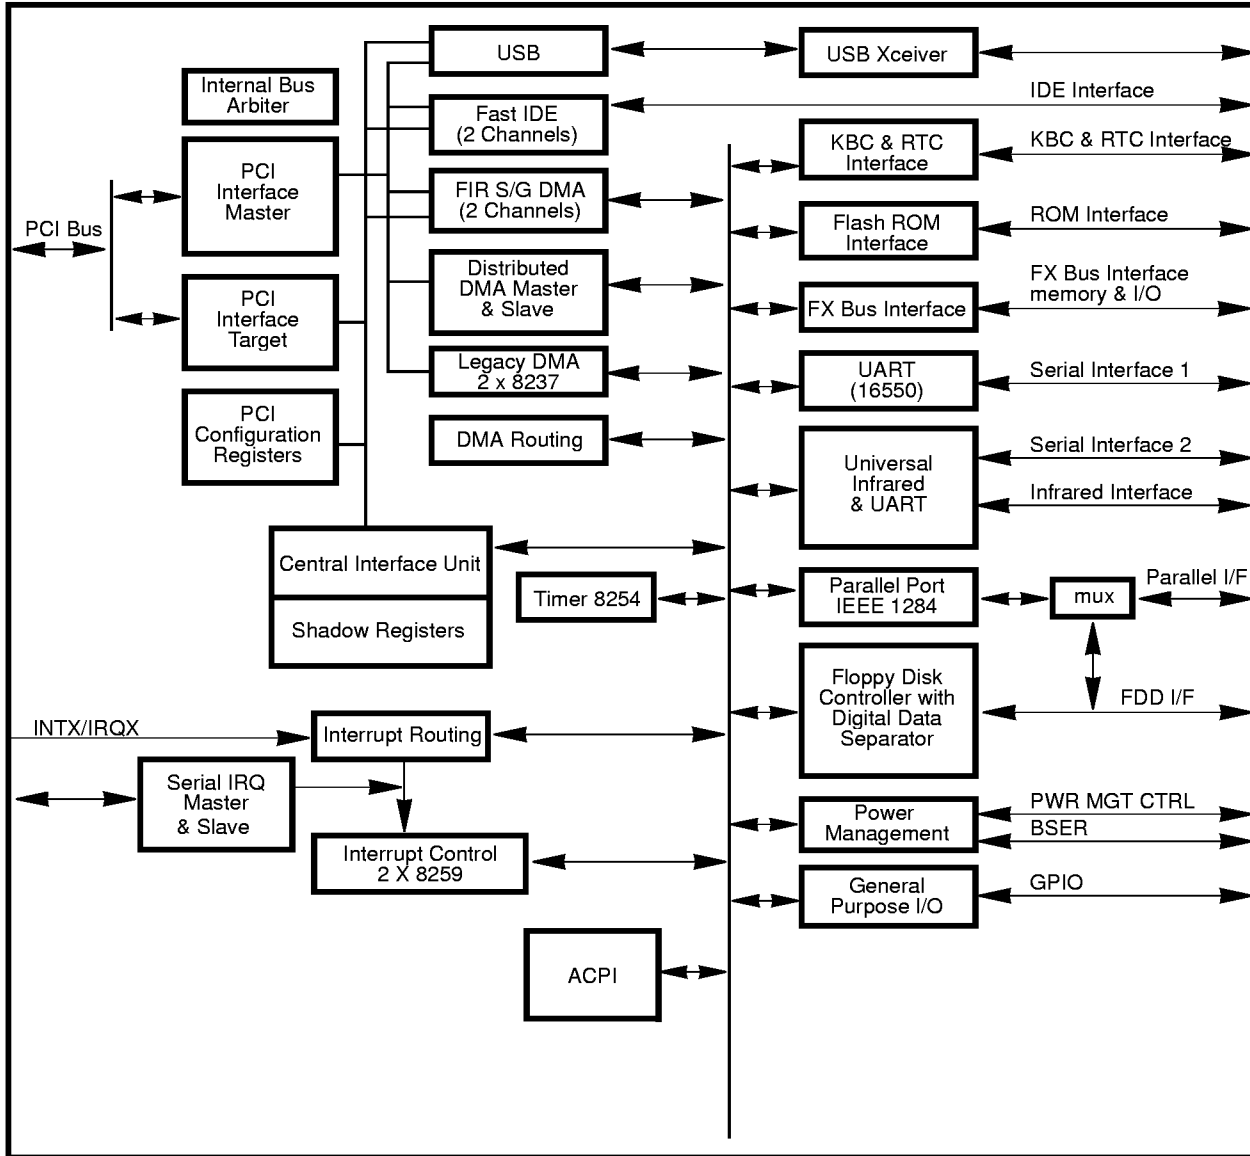 USB
USB Xceiver
Internal Bus
Arbiter
IDE Interface
Fast IDE
(2 Channels)
KBC & RTC
Interface
KBC & RTC Interface
PCI
Interface
Master
FIR S/G DMA
(2 Channels)
PCI Bus
Flash ROM
Interface
ROM Interface
Distributed
DMA Master
& Slave
FX Bus Interface
FX Bus Interface
memory & I/O
PCI
Interface
Target
Legacy DMA
2 x 8237
UART
(16550)
Serial Interface 1
PCI
Configuration
Registers
DMA Routing
Universal
Infrared
& UART
Serial Interface 2
Infrared Interface
Central Interface Unit
Shadow Registers
Timer 8254
Parallel Port
IEEE 1284
mux
Parallel I/F
Floppy Disk
Controller with
Digital Data
Separator
FDD I/F
INTX/IRQX
Interrupt Routing
Serial IRQ
Master
& Slave
Power
Management
PWR MGT CTRL
BSER
Interrupt Control
2 X 8259
General
Purpose I/O
GPIO
ACPI